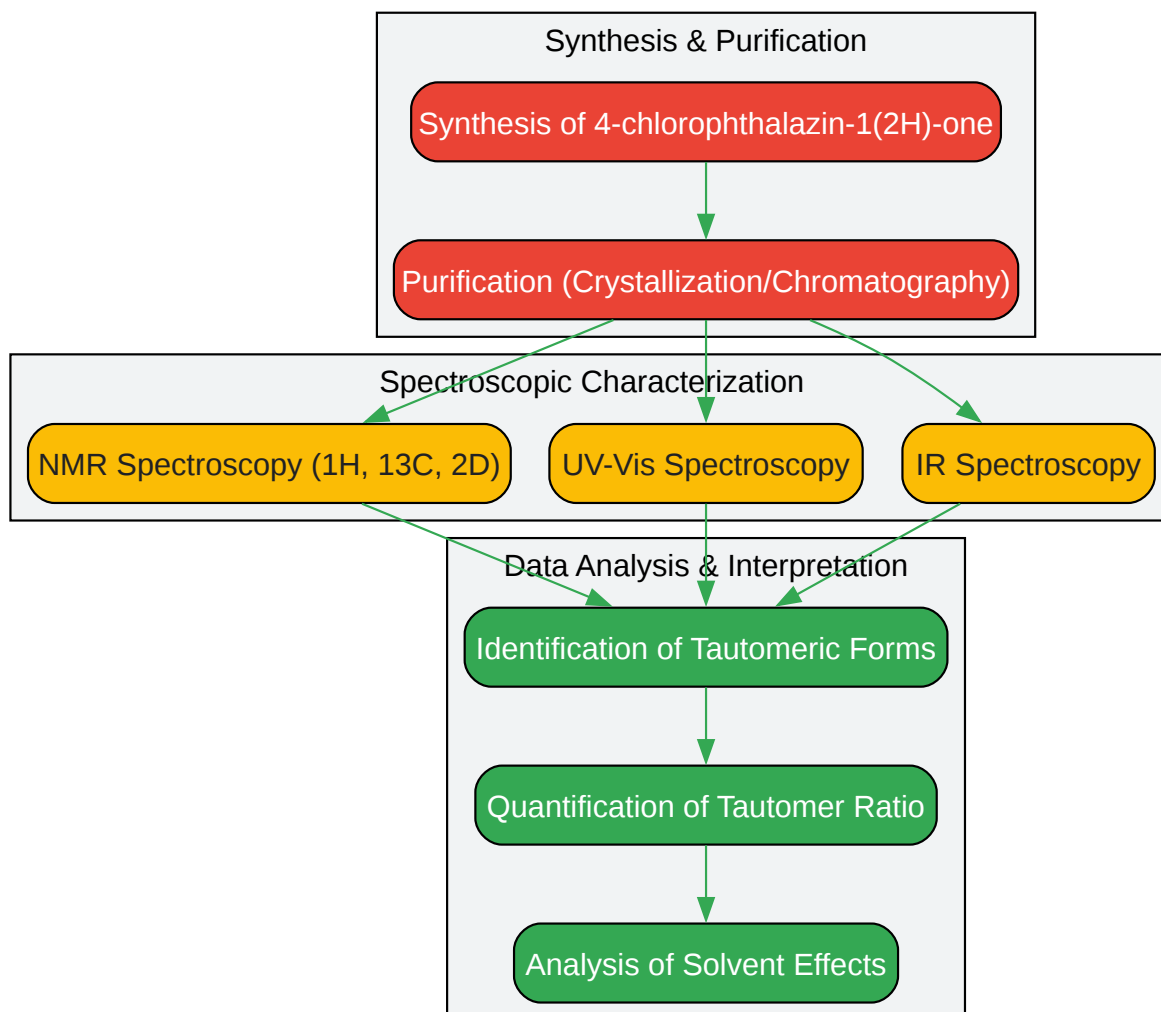 Synthesis & Purification
Synthesis of 4-chlorophthalazin-1(2H)-one
Purification (Crystallization/Chromatography)
Spectroscopic Characterization
NMR Spectroscopy (1H, 13C, 2D)
UV-Vis Spectroscopy
IR Spectroscopy
Data Analysis & Interpretation
Identification of Tautomeric Forms
Quantification of Tautomer Ratio
Analysis of Solvent Effects